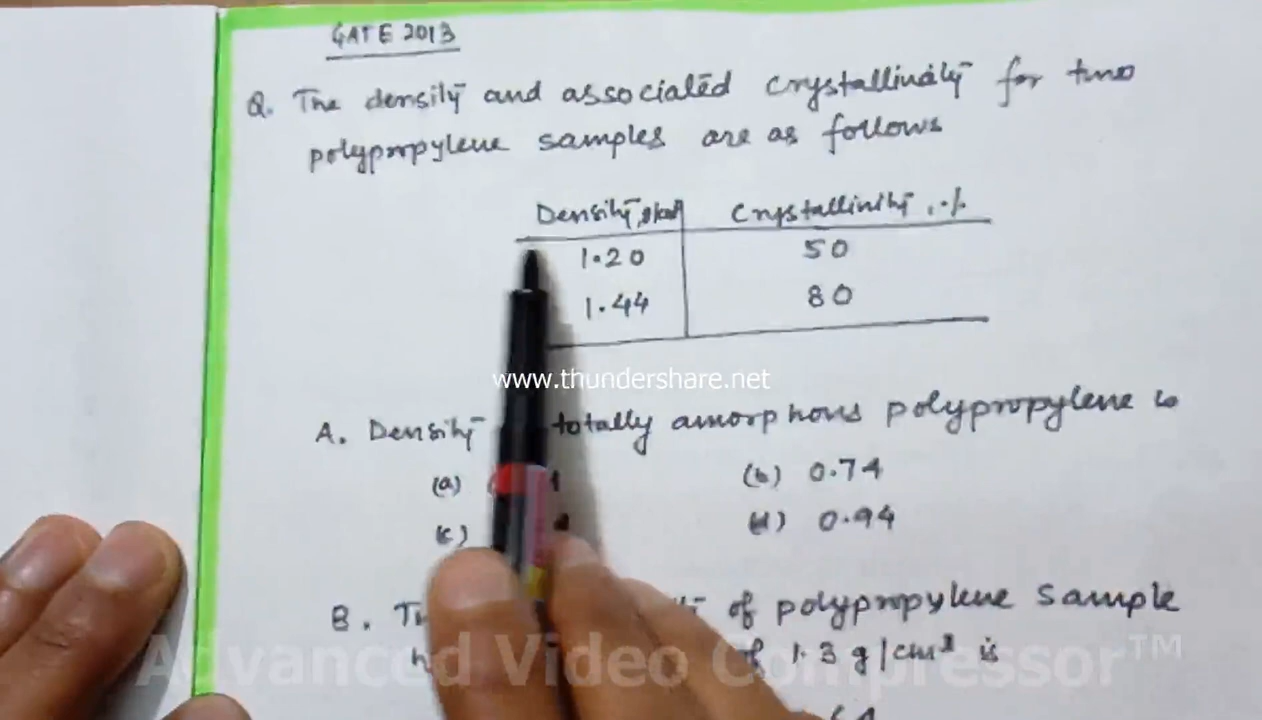 GATE 2013
Q. The density and associated crystallinity for two
polypropylene samples are as follows
Density, Crystallinity, %
1.20 50
1.44 80
www.thundershare.net
A. Density totally amorphous polypropylene is
(a) (b) 0.74
(c) (d) 0.94
B. of polypropylene sample
of 1.3 g/cm³ is
Advanced Video Compressor™